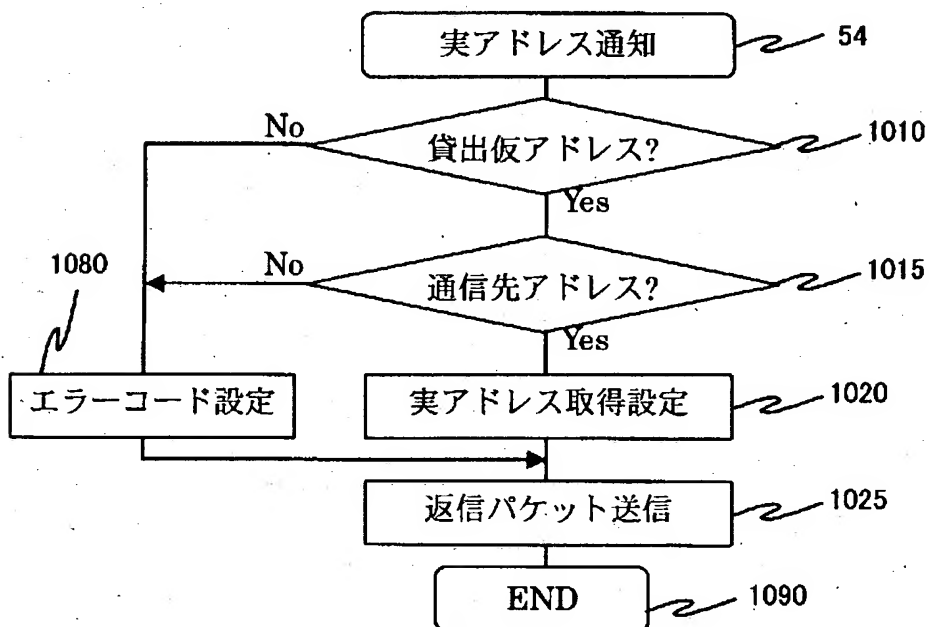 実アドレス通知
54
No
貸出仮アドレス?
1010
Yes
1080
No
通信先アドレス?
1015
Yes
エラーコード設定
実アドレス取得設定
1020
返信パケット送信
1025
END
1090